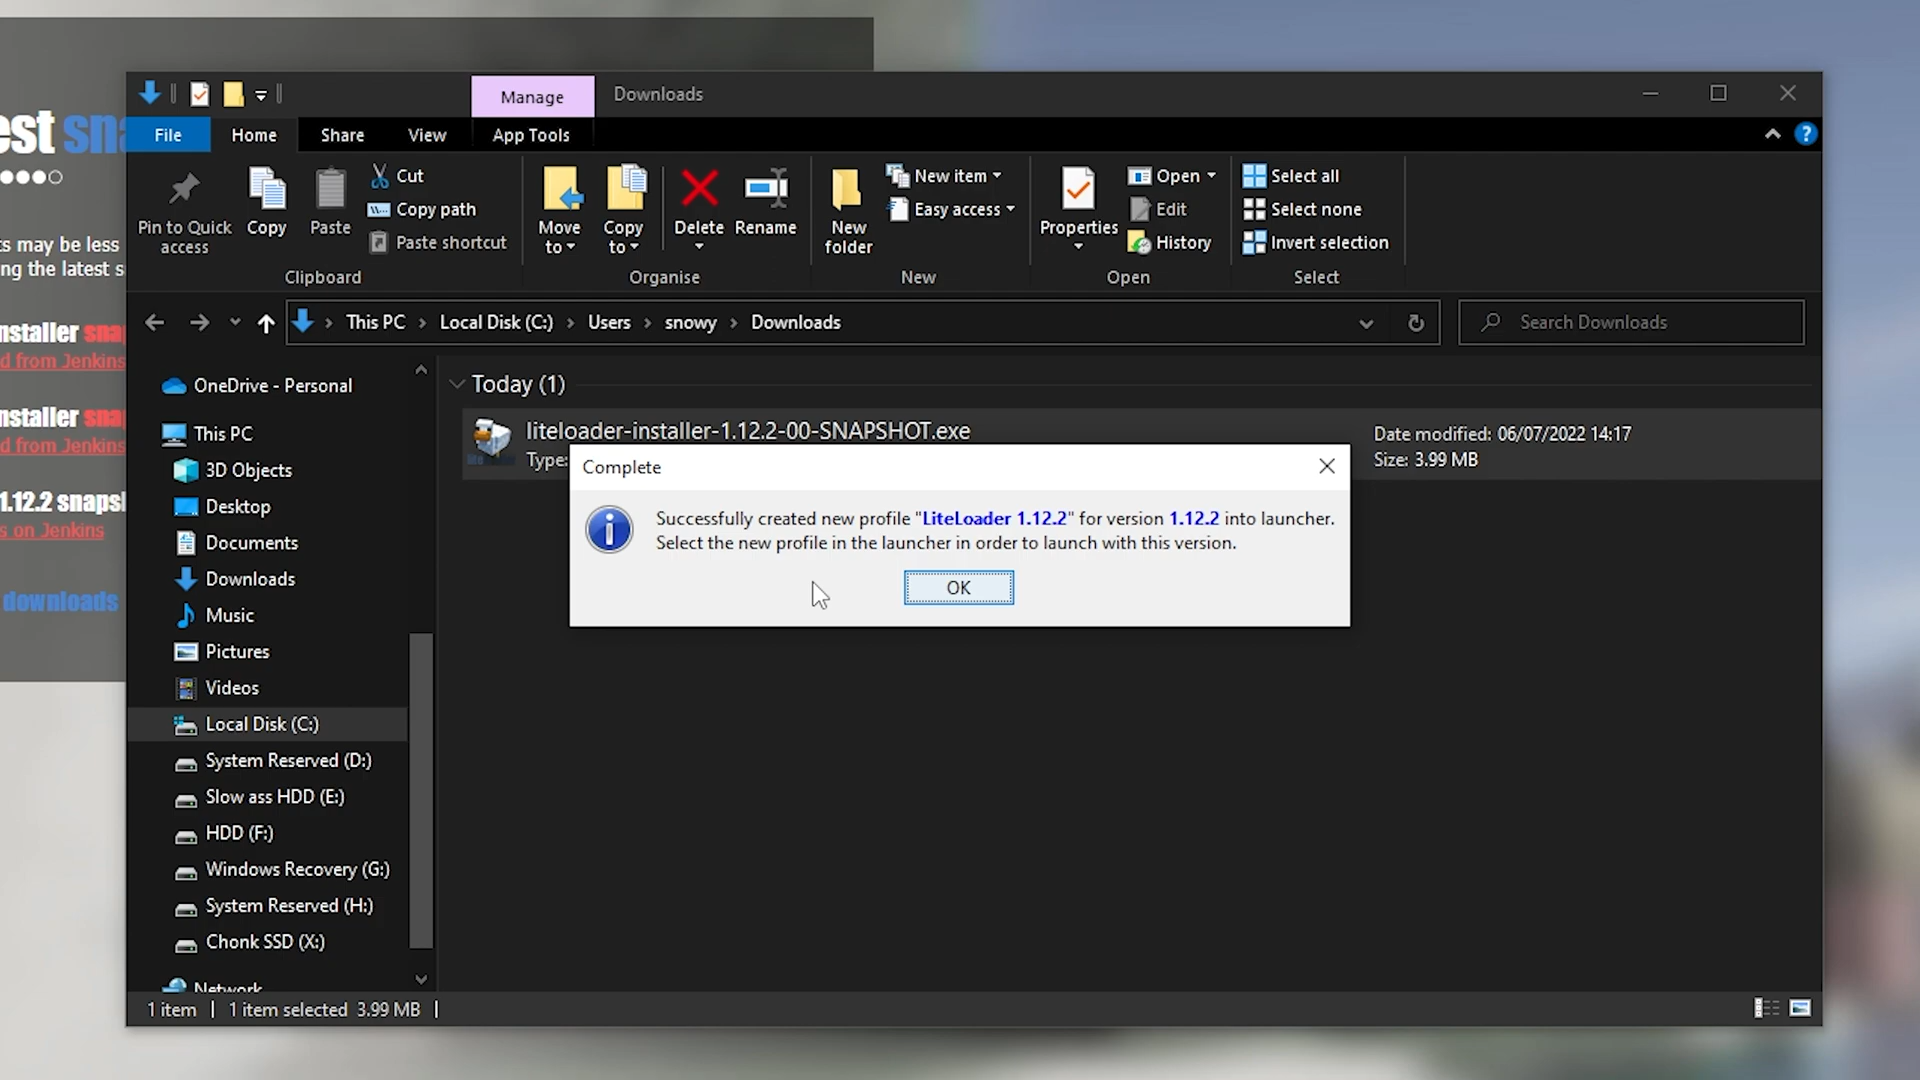 Manage
Downloads
File
Home
Share
View
App Tools
est sna
Pin to Quick access
Copy
Paste
Cut
Copy path
Paste shortcut
Clipboard
Move to
Copy to
Delete
Rename
Organise
New folder
New item
Easy access
New
Properties
Open
Edit
History
Open
Select all
Select none
Invert selection
Select
ts may be less
ng the latest s
nstaller sna
d from Jenkins
nstaller sna
d from Jenkins
1.12.2 snapsh
s on Jenkins
downloads
This PC > Local Disk (C:) > Users > snowy > Downloads
Search Downloads
OneDrive - Personal
This PC
3D Objects
Desktop
Documents
Downloads
Music
Pictures
Videos
Local Disk (C:)
System Reserved (D:)
Slow ass HDD (E:)
HDD (F:)
Windows Recovery (G:)
System Reserved (H:)
Chonk SSD (X:)
Network
Today (1)
liteloader-installer-1.12.2-00-SNAPSHOT.exe
Type:
Date modified: 06/07/2022 14:17
Size: 3.99 MB
Complete
Successfully created new profile "LiteLoader 1.12.2" for version 1.12.2 into launcher.
Select the new profile in the launcher in order to launch with this version.
OK
1 item
1 item selected 3.99 MB